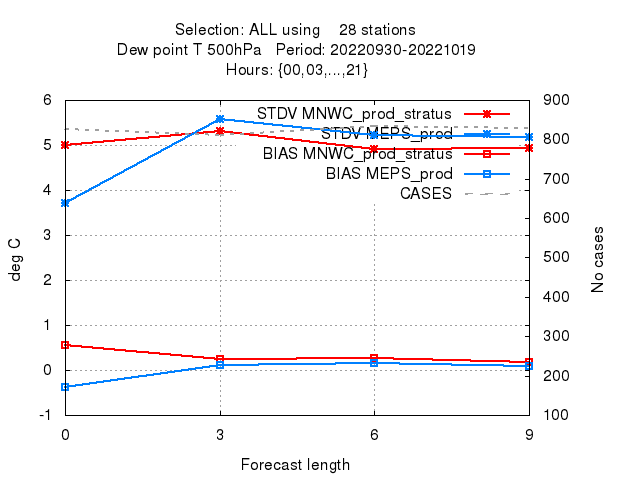 Selection: ALL using 28 stations
Dew point T 500hPa Period: 20220930-20221019
Hours: {00,03,...,21}
6 900
STDV MNWC_prod_stratus
STDV MEPS_prod
5 800
BIAS MNWC_prod_stratus
BIAS MEPS_prod
700
4
CASES
600
3
500
deg C
No cases
2
400
1
300
0
200
-1 100
0 3 6 9
Forecast length